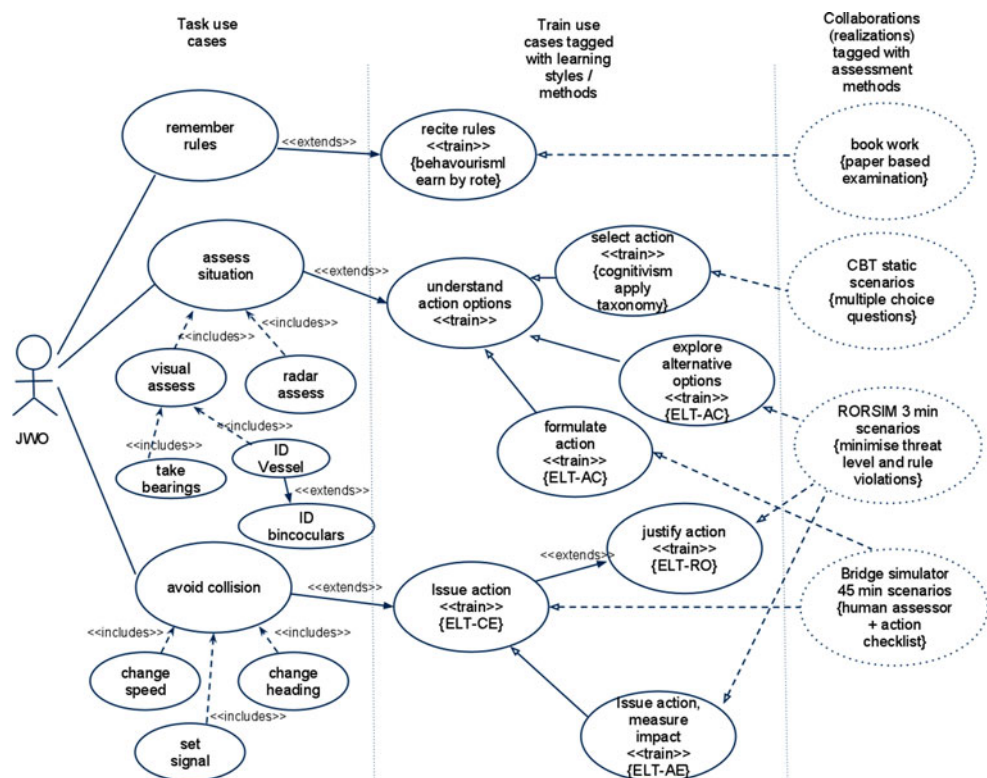 Task use
cases
Train use
cases tagged
with learning
styles /
methods
Collaborations
(realizations)
tagged with
assessment
methods
remember
rules
<<extends>>
recite rules
<<train>>
{behavourisml
earn by rote}
book work
{paper based
examination}
assess
situation
<<extends>>
understand
action options
<<train>>
select action
<<train>>
{cognitivism
apply
taxonomy}
CBT static
scenarios
{multiple choice
questions}
<<includes>>
<<includes>>
visual
assess
radar
assess
explore
alternative
options
<<train>>
{ELT-AC}
JWO
<<includes>>
<<includes>>
take
bearings
ID
Vessel
<<extends>>
ID
bincoculars
formulate
action
<<train>>
{ELT-AC}
RORSIM 3 min
scenarios
{minimise threat
level and rule
violations}
justify action
<<train>>
{ELT-RO}
<<extends>>
avoid collision
<<extends>>
Issue action
<<train>>
{ELT-CE}
Bridge simulator
45 min scenarios
{human assessor
+ action
checklist}
<<includes>>
<<includes>>
change
speed
change
heading
<<includes>>
set
signal
Issue action,
measure
impact
<<train>>
{ELT-AE}